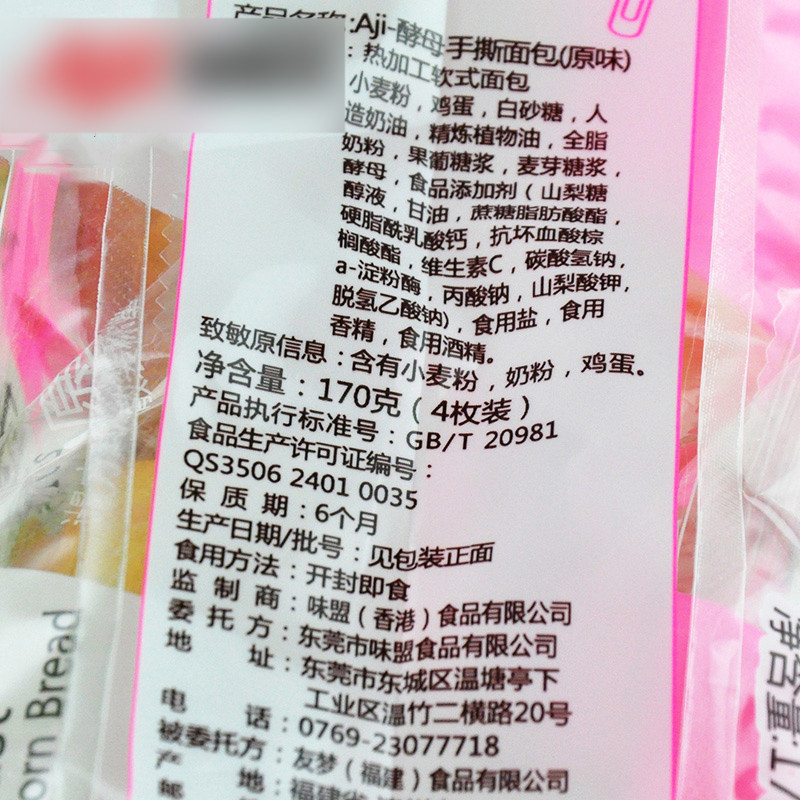 产品名称:Aji-酵母手撕面包(原味)
：热加工软式面包
小麦粉，鸡蛋，白砂糖，人
造奶油，精炼植物油，全脂
奶粉，果葡糖浆，麦芽糖浆，
酵母，食品添加剂（山梨糖
醇液，甘油，蔗糖脂肪酸酯，
硬脂酰乳酸钙，抗坏血酸棕
榈酸酯，维生素C，碳酸氢钠，
a-淀粉酶，丙酸钠，山梨酸钾，
脱氢乙酸钠)，食用盐，食用
香精，食用酒精。
致敏原信息：含有小麦粉，奶粉，鸡蛋。
净含量：170克（4枚装）
产品执行标准号：GB/T 20981
食品生产许可证编号：
QS3506 2401 0035
保 质 期：6个月
生产日期/批号：见包装正面
食用方法：开封即食
监 制 商：味盟（香港）食品有限公司
委 托 方：东莞市味盟食品有限公司
地 址：东莞市东城区温塘亭下
工业区温竹二横路20号
电 话：0769-23077718
被委托方：友梦（福建）食品有限公司
产 地：福建省
orn Bread
净含量:17